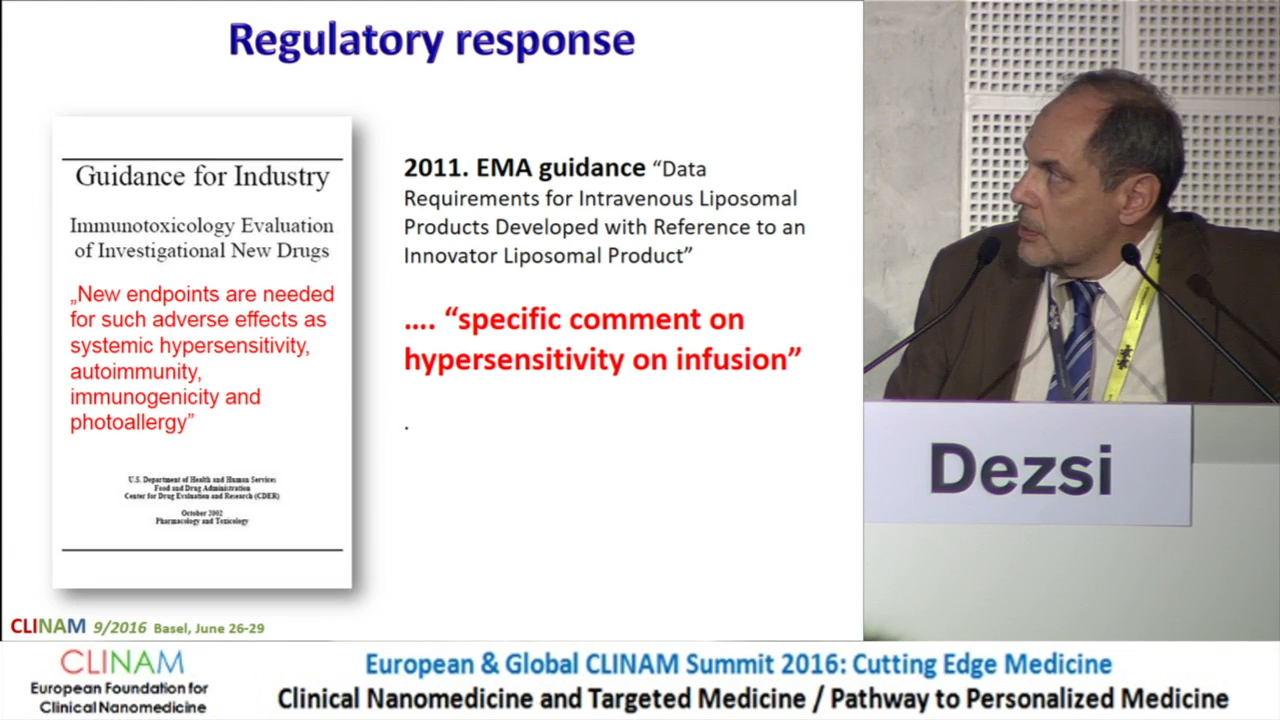 Regulatory response
Guidance for Industry
Immunotoxicology Evaluation
of Investigational New Drugs
„New endpoints are needed
for such adverse effects as
systemic hypersensitivity,
autoimmunity,
immunogenicity and
photoallergy”
U.S. Department of Health and Human Services
Food and Drug Administration
Center for Drug Evaluation and Research (CDER)
October 2002
Pharmacology and Toxicology
2011. EMA guidance “Data
Requirements for Intravenous Liposomal
Products Developed with Reference to an
Innovator Liposomal Product”
…. “specific comment on
hypersensitivity on infusion”
.
CLINAM 9/2016 Basel, June 26-29
Dezsi
CLINAM
European Foundation for
Clinical Nanomedicine
European & Global CLINAM Summit 2016: Cutting Edge Medicine
Clinical Nanomedicine and Targeted Medicine / Pathway to Personalized Medicine